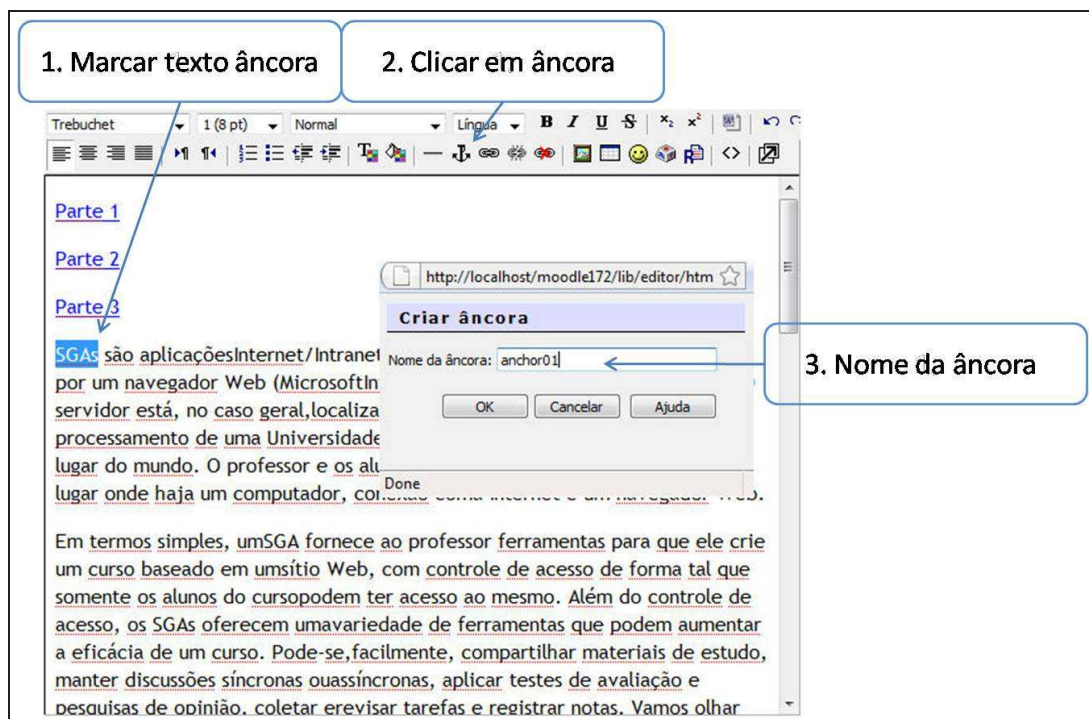 1. Marcar texto âncora
2. Clicar em âncora
Trebuchet 1 (8 pt) Normal Língua B I U S x₂ x²
Parte 1
Parte 2
Parte 3
http://localhost/moodle172/lib/editor/htm
Criar âncora
Nome da âncora: anchor01
3. Nome da âncora
OK Cancelar Ajuda
Done
SGAs são aplicaçõesInternet/Intranet
por um navegador Web (MicrosoftIn
servidor está, no caso geral,localiza
processamento de uma Universidade
lugar do mundo. O professor e os alu
lugar onde haja um computador, Web.
Em termos simples, umSGA fornece ao professor ferramentas para que ele crie
um curso baseado em umsítio Web, com controle de acesso de forma tal que
somente os alunos do cursopodem ter acesso ao mesmo. Além do controle de
acesso, os SGAs oferecem umavariedade de ferramentas que podem aumentar
a eficácia de um curso. Pode-se,facilmente, compartilhar materiais de estudo,
manter discussões síncronas ouassíncronas, aplicar testes de avaliação e
pesquisas de opinião, coletar erevisar tarefas e registrar notas. Vamos olhar